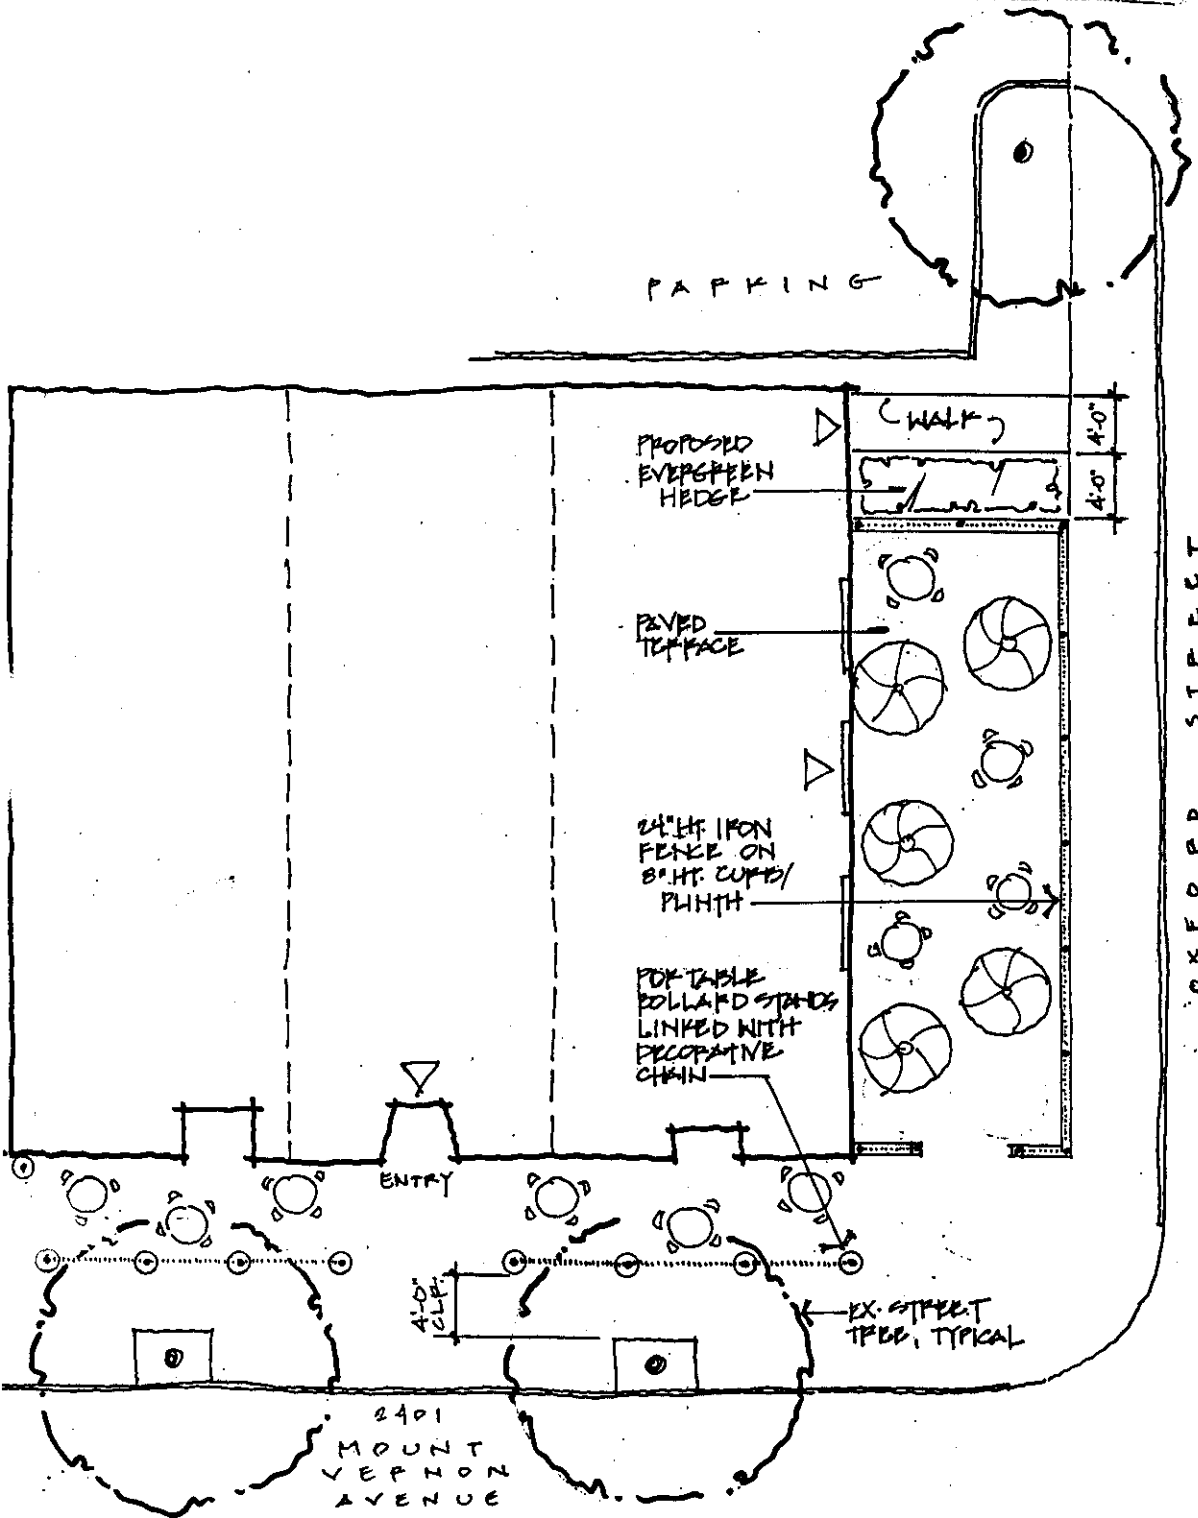 PARKING
WALK
4'-0"
4'-0"
PROPOSED
EVERGREEN
HEDGE
PAVED
TERRACE
24" HT. IRON
FENCE ON
8" HT. CURB/
PLINTH
PORTABLE
BOLLARD STANDS
LINKED WITH
DECORATIVE
CHAIN
OXFORD STREET
ENTRY
4'-0"
CLR.
EX. STREET
TREE, TYPICAL
2401
MOUNT
VERNON
AVENUE